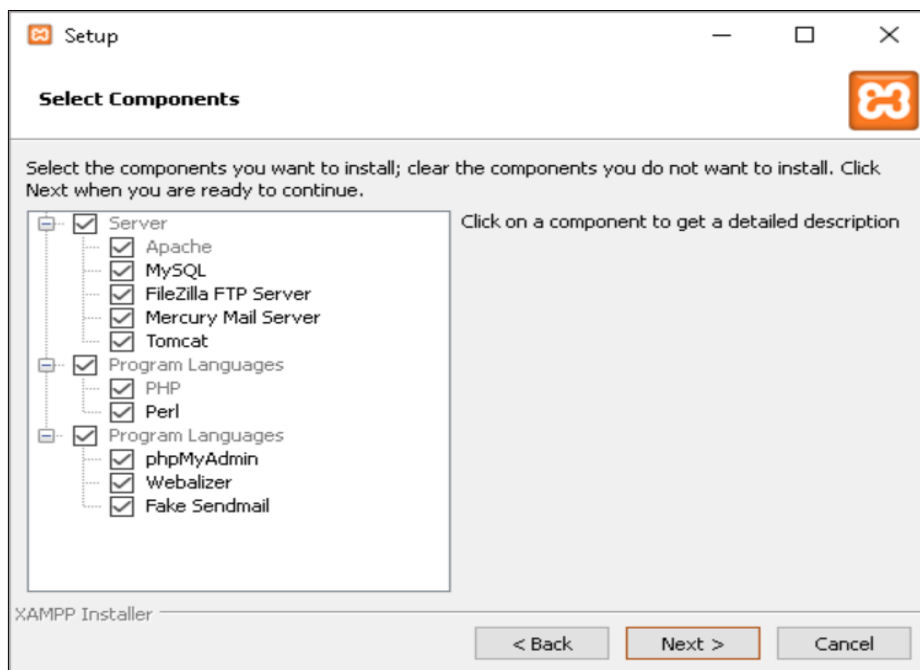 Setup
Select Components
Select the components you want to install; clear the components you do not want to install. Click
Next when you are ready to continue.
Server
Apache
MySQL
FileZilla FTP Server
Mercury Mail Server
Tomcat
Program Languages
PHP
Perl
Program Languages
phpMyAdmin
Webalizer
Fake Sendmail
Click on a component to get a detailed description
XAMPP Installer
< Back
Next >
Cancel